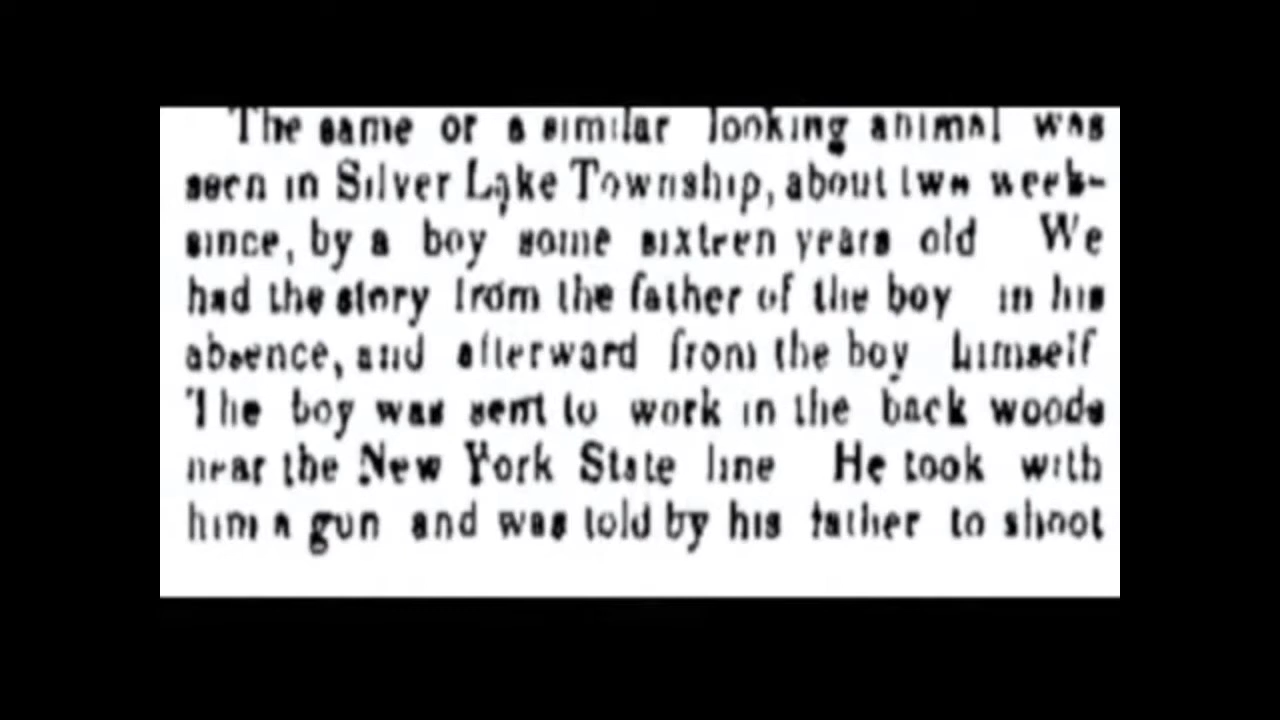 The same or a similar looking animal was
seen in Silver Lake Township, about two weeks
since, by a boy some sixteen years old We
had the story from the father of the boy in his
absence, and afterward from the boy himself
The boy was sent to work in the back woods
near the New York State line He took with
him a gun and was told by his father to shoot